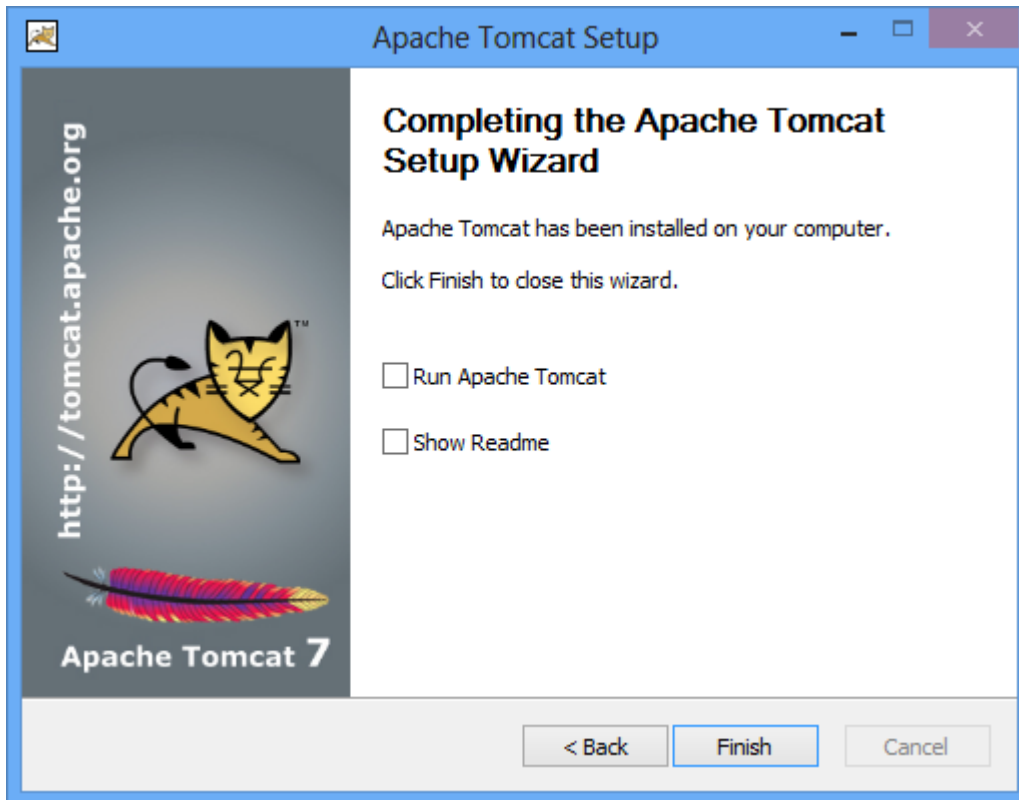 Apache Tomcat Setup
http://tomcat.apache.org
TM
Apache Tomcat 7
Completing the Apache Tomcat
Setup Wizard
Apache Tomcat has been installed on your computer.
Click Finish to close this wizard.
Run Apache Tomcat
Show Readme
< Back
Finish
Cancel